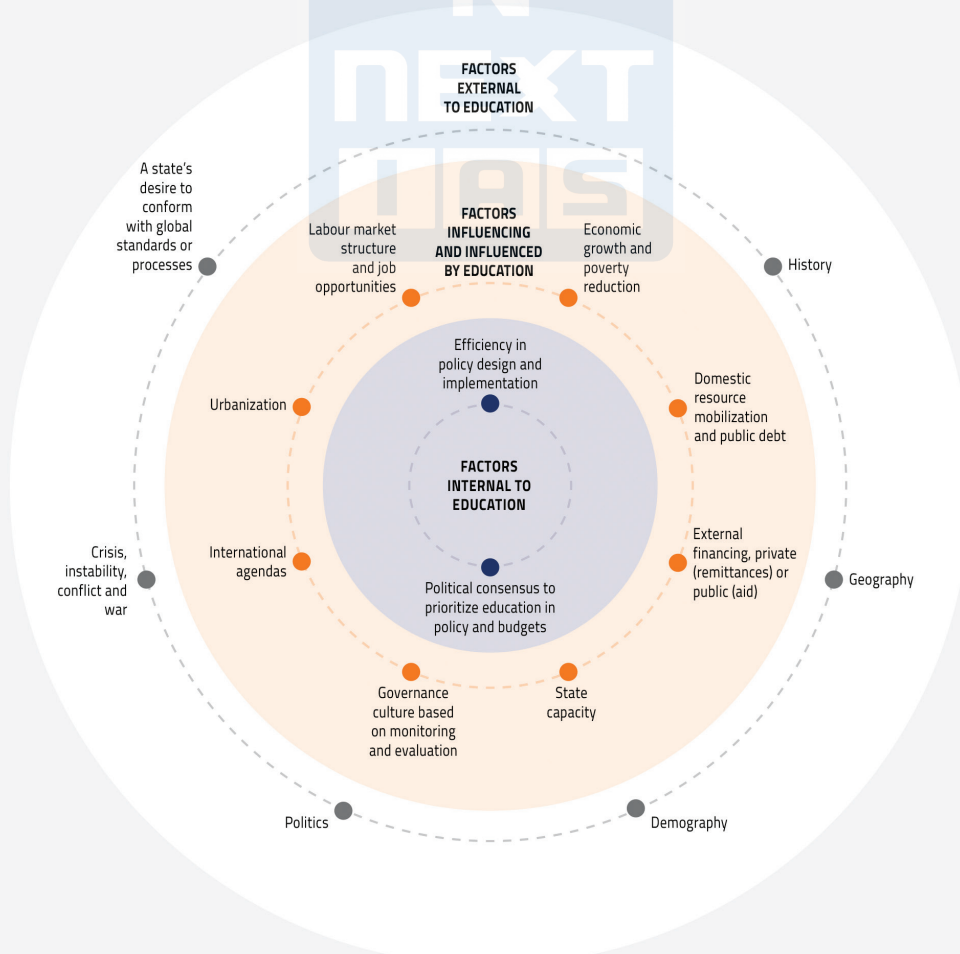 N
NEXT
IAS
FACTORS
EXTERNAL
TO EDUCATION
A state's
desire to
conform
with global
standards or
processes
History
Geography
Demography
Politics
Crisis,
instability,
conflict and
war
FACTORS
INFLUENCING
AND INFLUENCED
BY EDUCATION
Labour market
structure
and job
opportunities
Economic
growth and
poverty
reduction
Domestic
resource
mobilization
and public debt
External
financing, private
(remittances) or
public (aid)
State
capacity
Governance
culture based
on monitoring
and evaluation
International
agendas
Urbanization
Efficiency in
policy design and
implementation
FACTORS
INTERNAL TO
EDUCATION
Political consensus to
prioritize education in
policy and budgets